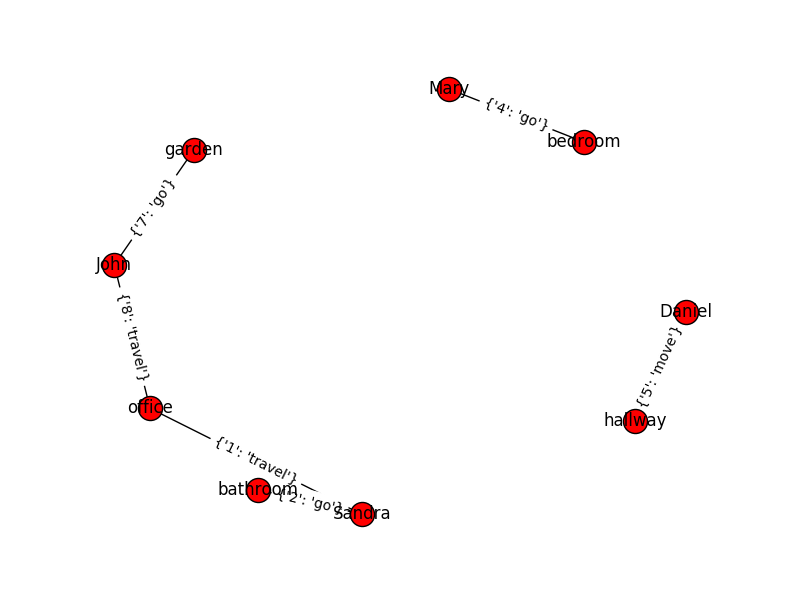 Mary
{'4': 'go'}
bedroom
garden
{'7': 'go'}
John
{'8': 'travel'}
Daniel
{'5': 'move'}
hallway
office
{'1': 'travel'}
bathroom
{'2': 'go'}
Sandra